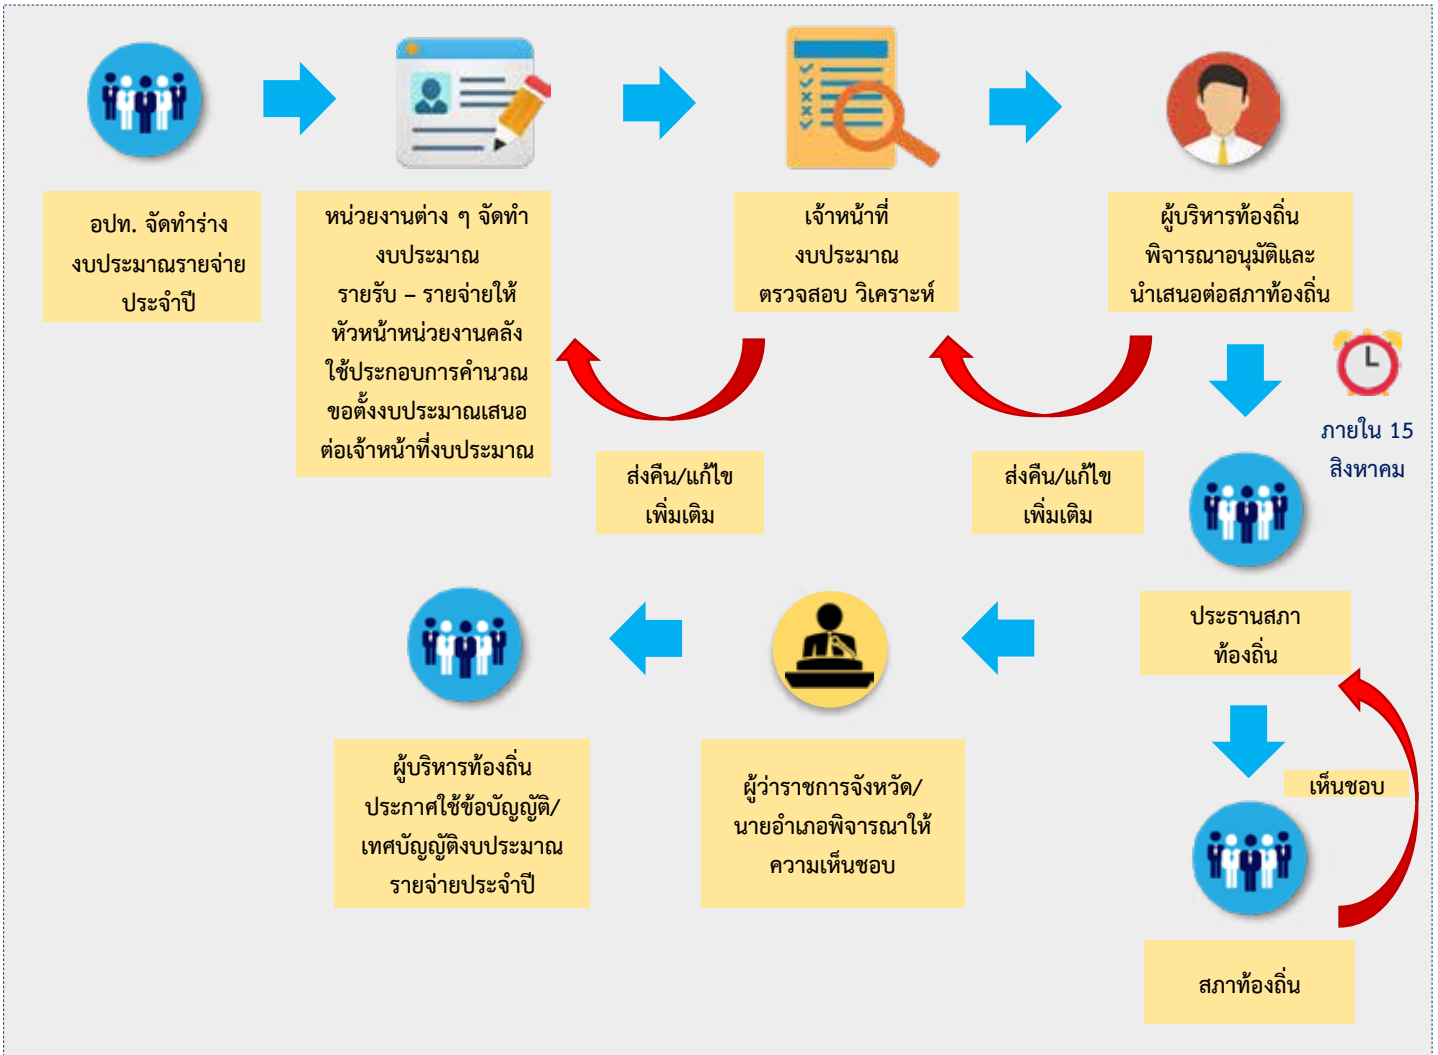 อปท. จัดทำร่าง
งบประมาณรายจ่าย
ประจำปี
หน่วยงานต่าง ๆ จัดทำ
งบประมาณ
รายรับ – รายจ่ายให้
หัวหน้าหน่วยงานคลัง
ใช้ประกอบการคำนวณ
ขอตั้งงบประมาณเสนอ
ต่อเจ้าหน้าที่งบประมาณ
เจ้าหน้าที่
งบประมาณ
ตรวจสอบ วิเคราะห์
ผู้บริหารท้องถิ่น
พิจารณาอนุมัติและ
นำเสนอต่อสภาท้องถิ่น
ส่งคืน/แก้ไข
เพิ่มเติม
ส่งคืน/แก้ไข
เพิ่มเติม
ภายใน 15
สิงหาคม
ประธานสภา
ท้องถิ่น
เห็นชอบ
สภาท้องถิ่น
ผู้ว่าราชการจังหวัด/
นายอำเภอพิจารณาให้
ความเห็นชอบ
ผู้บริหารท้องถิ่น
ประกาศใช้ข้อบัญญัติ/
เทศบัญญัติงบประมาณ
รายจ่ายประจำปี